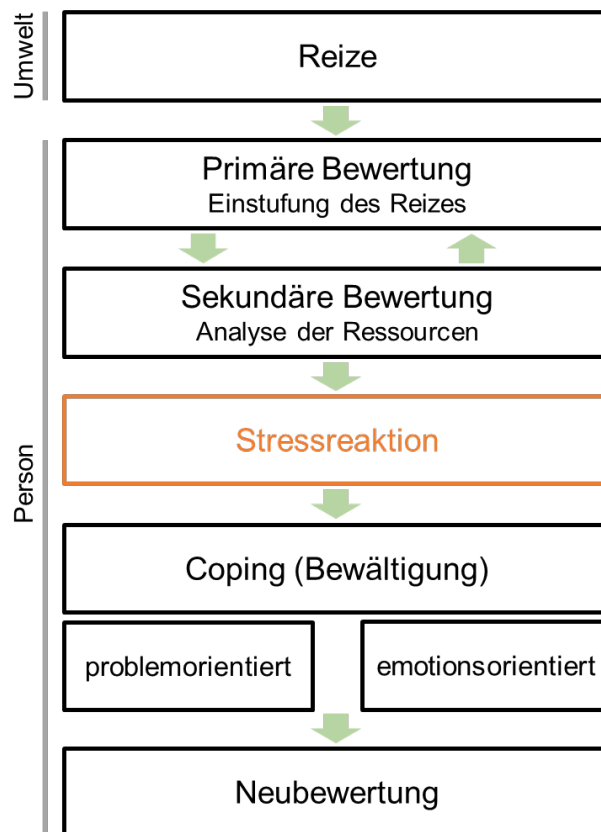 Umwelt
Reize
Person
Primäre Bewertung
Einstufung des Reizes
Sekundäre Bewertung
Analyse der Ressourcen
Stressreaktion
Coping (Bewältigung)
problemorientiert
emotionsorientiert
Neubewertung